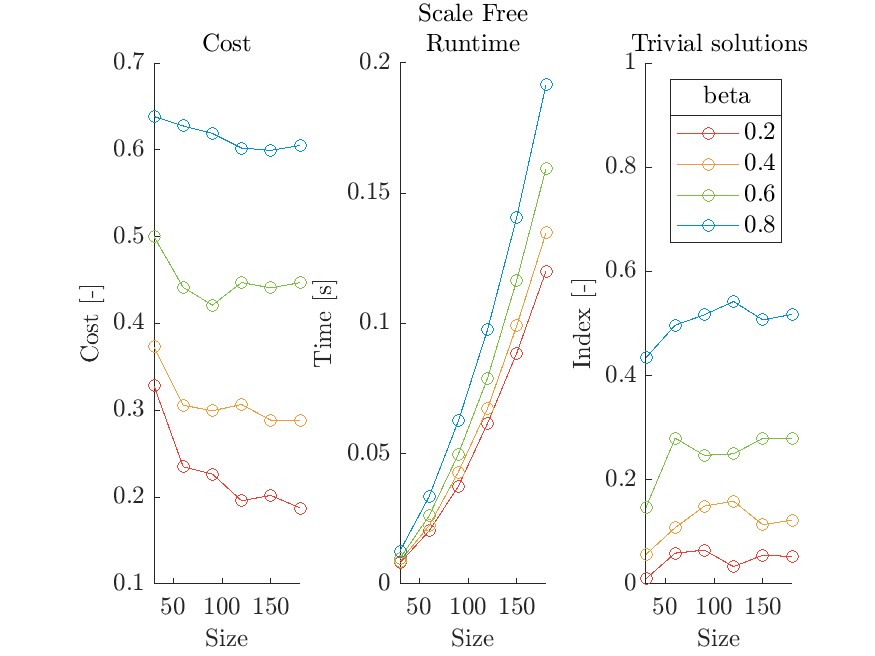 Scale Free
Cost
Runtime
Trivial solutions
0.7
0.6
0.5
0.4
0.3
0.2
0.1
Cost [-]
50 100 150
Size
0.2
0.15
0.1
0.05
0
Time [s]
50 100 150
Size
1
0.8
0.6
0.4
0.2
0
Index [-]
50 100 150
Size
beta
0.2
0.4
0.6
0.8